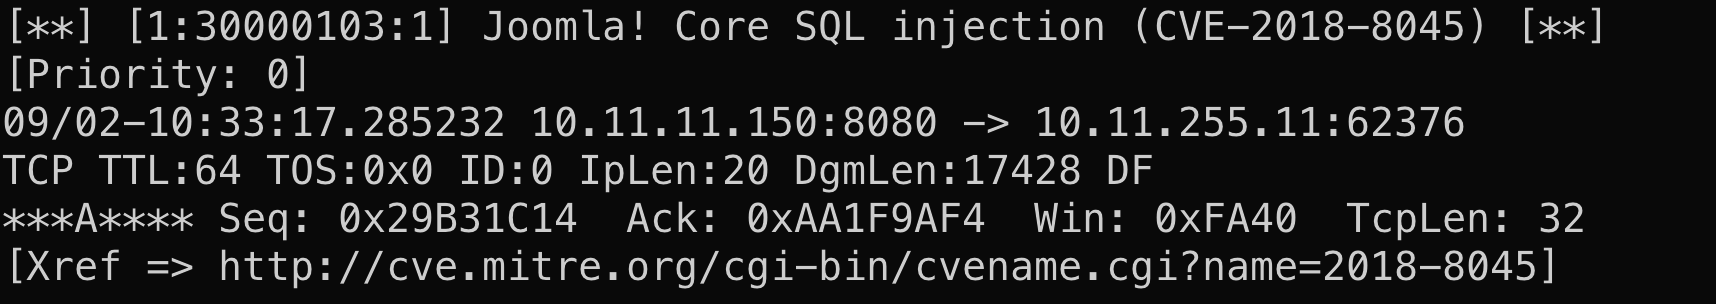 [**] [1:30000103:1] Joomla! Core SQL injection (CVE-2018-8045) [**]
[Priority: 0]
09/02-10:33:17.285232 10.11.11.150:8080 -> 10.11.255.11:62376
TCP TTL:64 TOS:0x0 ID:0 IpLen:20 DgmLen:17428 DF
***A**** Seq: 0x29B31C14  Ack: 0xAA1F9AF4  Win: 0xFA40  TcpLen: 32
[Xref => http://cve.mitre.org/cgi-bin/cvename.cgi?name=2018-8045]